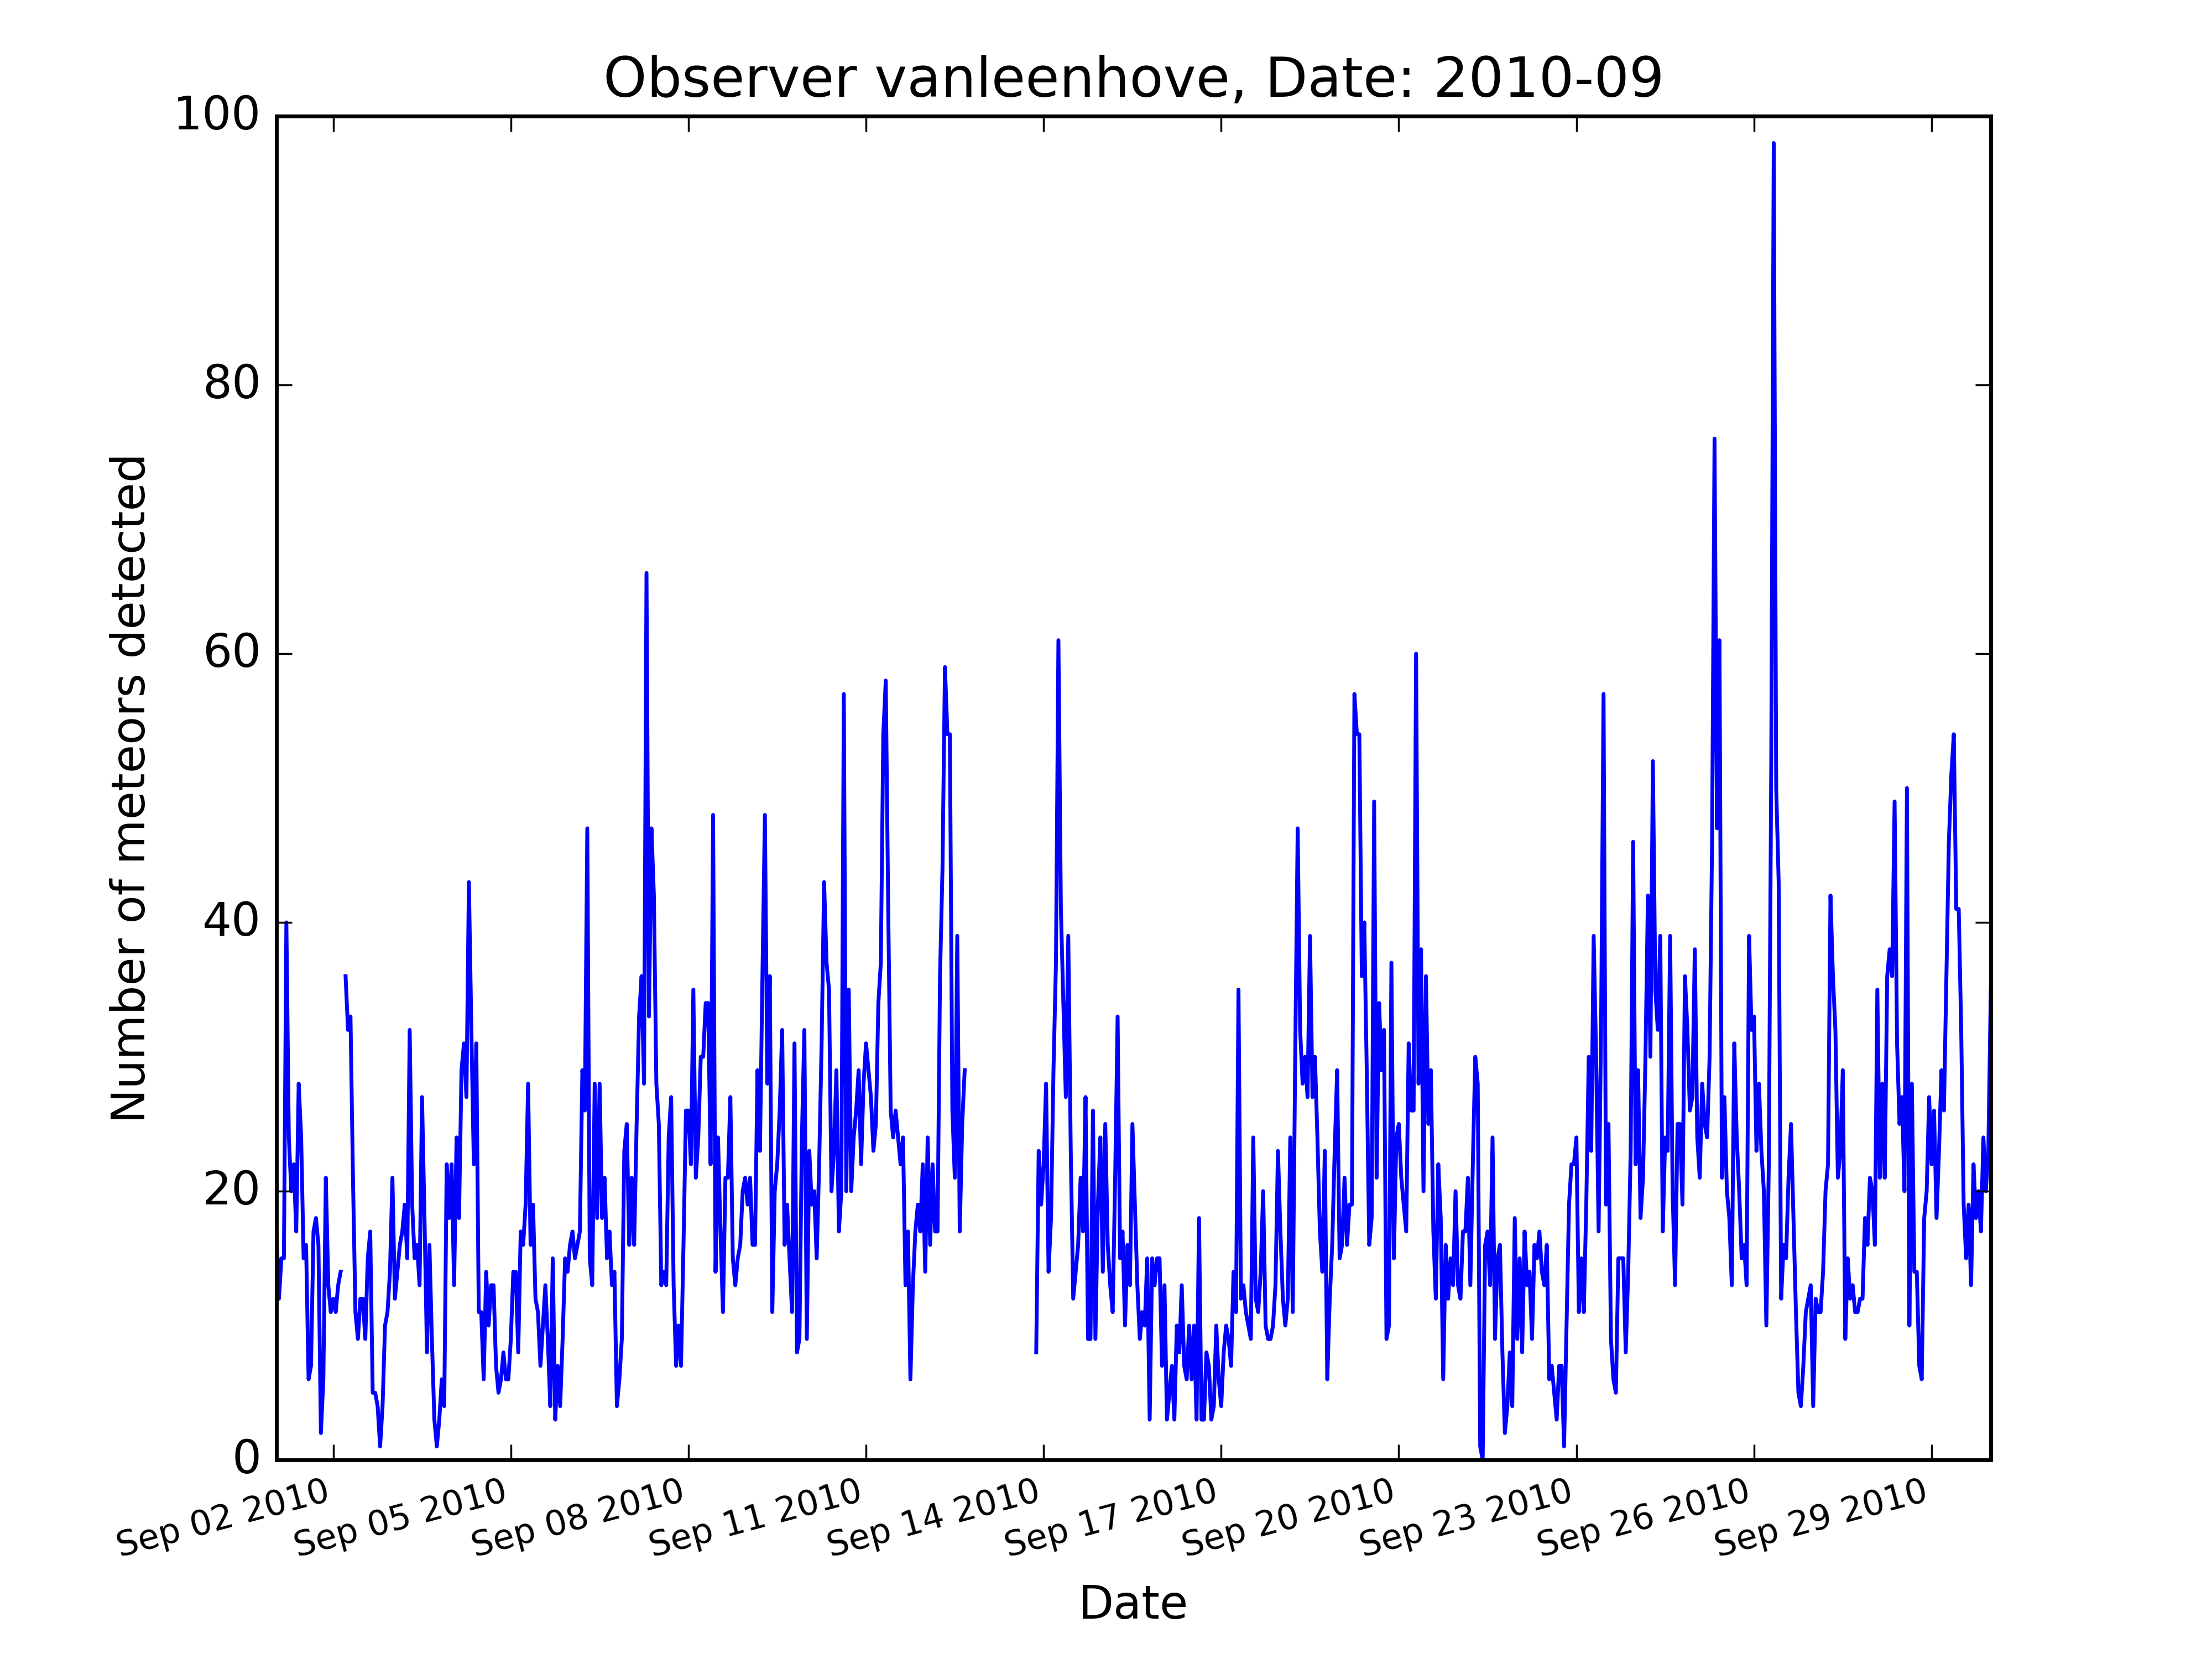 Observer vanleenhove, Date: 2010-09
100
80
60
40
20
0
Number of meteors detected
Sep 02 2010
Sep 05 2010
Sep 08 2010
Sep 11 2010
Sep 14 2010
Sep 17 2010
Sep 20 2010
Sep 23 2010
Sep 26 2010
Sep 29 2010
Date